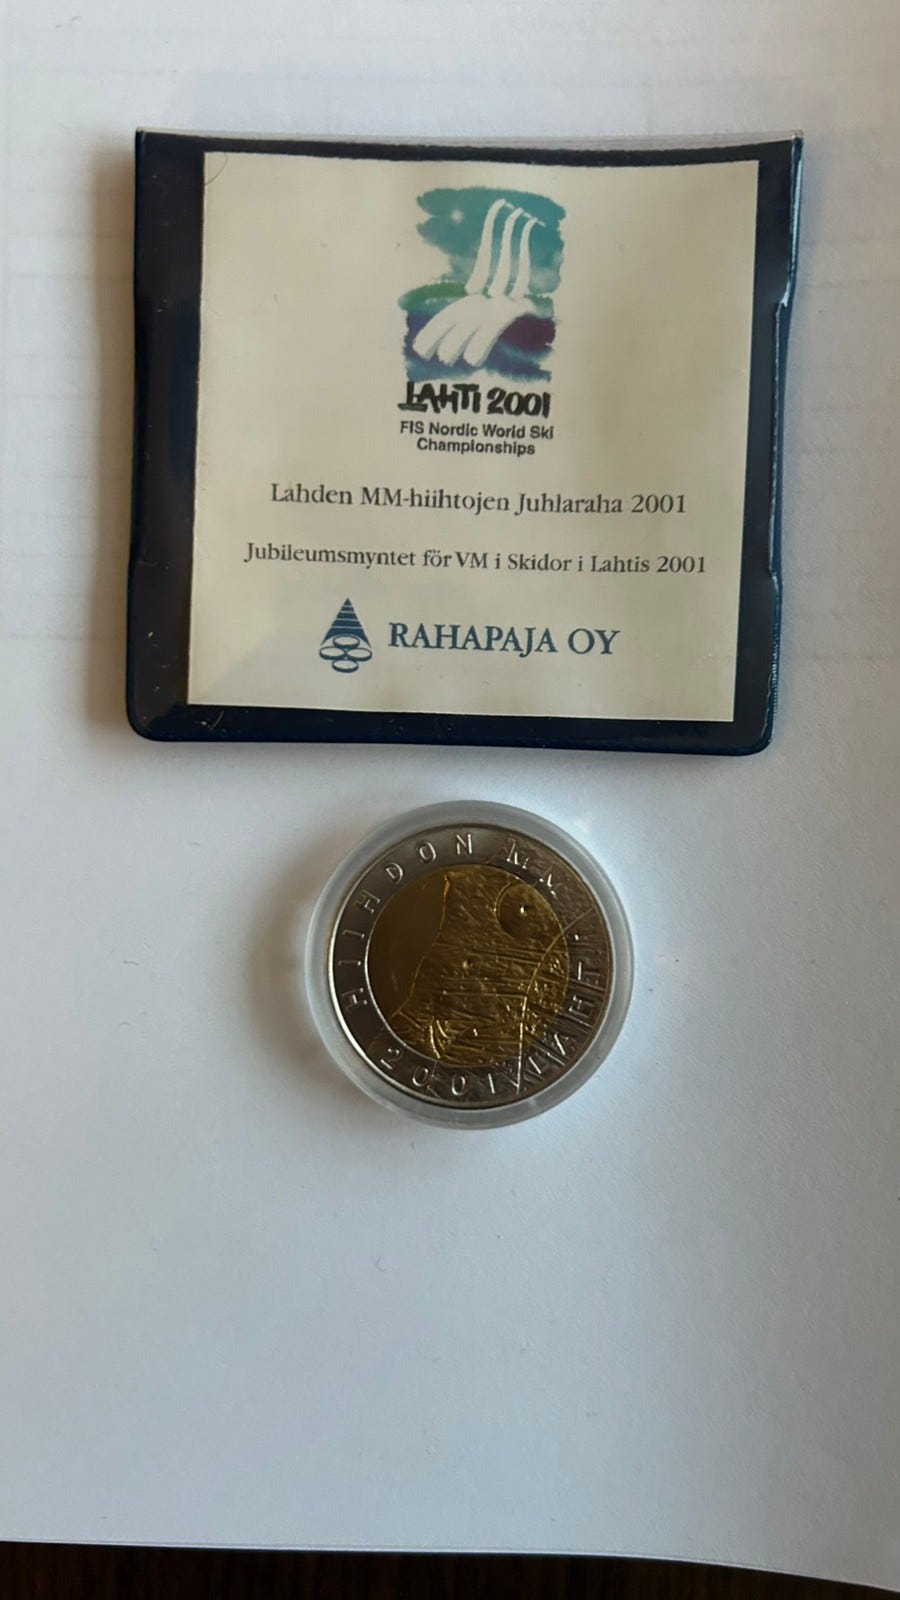 LAHTI 2001
FIS Nordic World Ski
Championships
Lahden MM-hiihtojen Juhlaraha 2001
Jubileumsmyntet för VM i Skidor i Lahtis 2001
RAHAPAJA OY
HIIHDON MM · LAHTI 2001